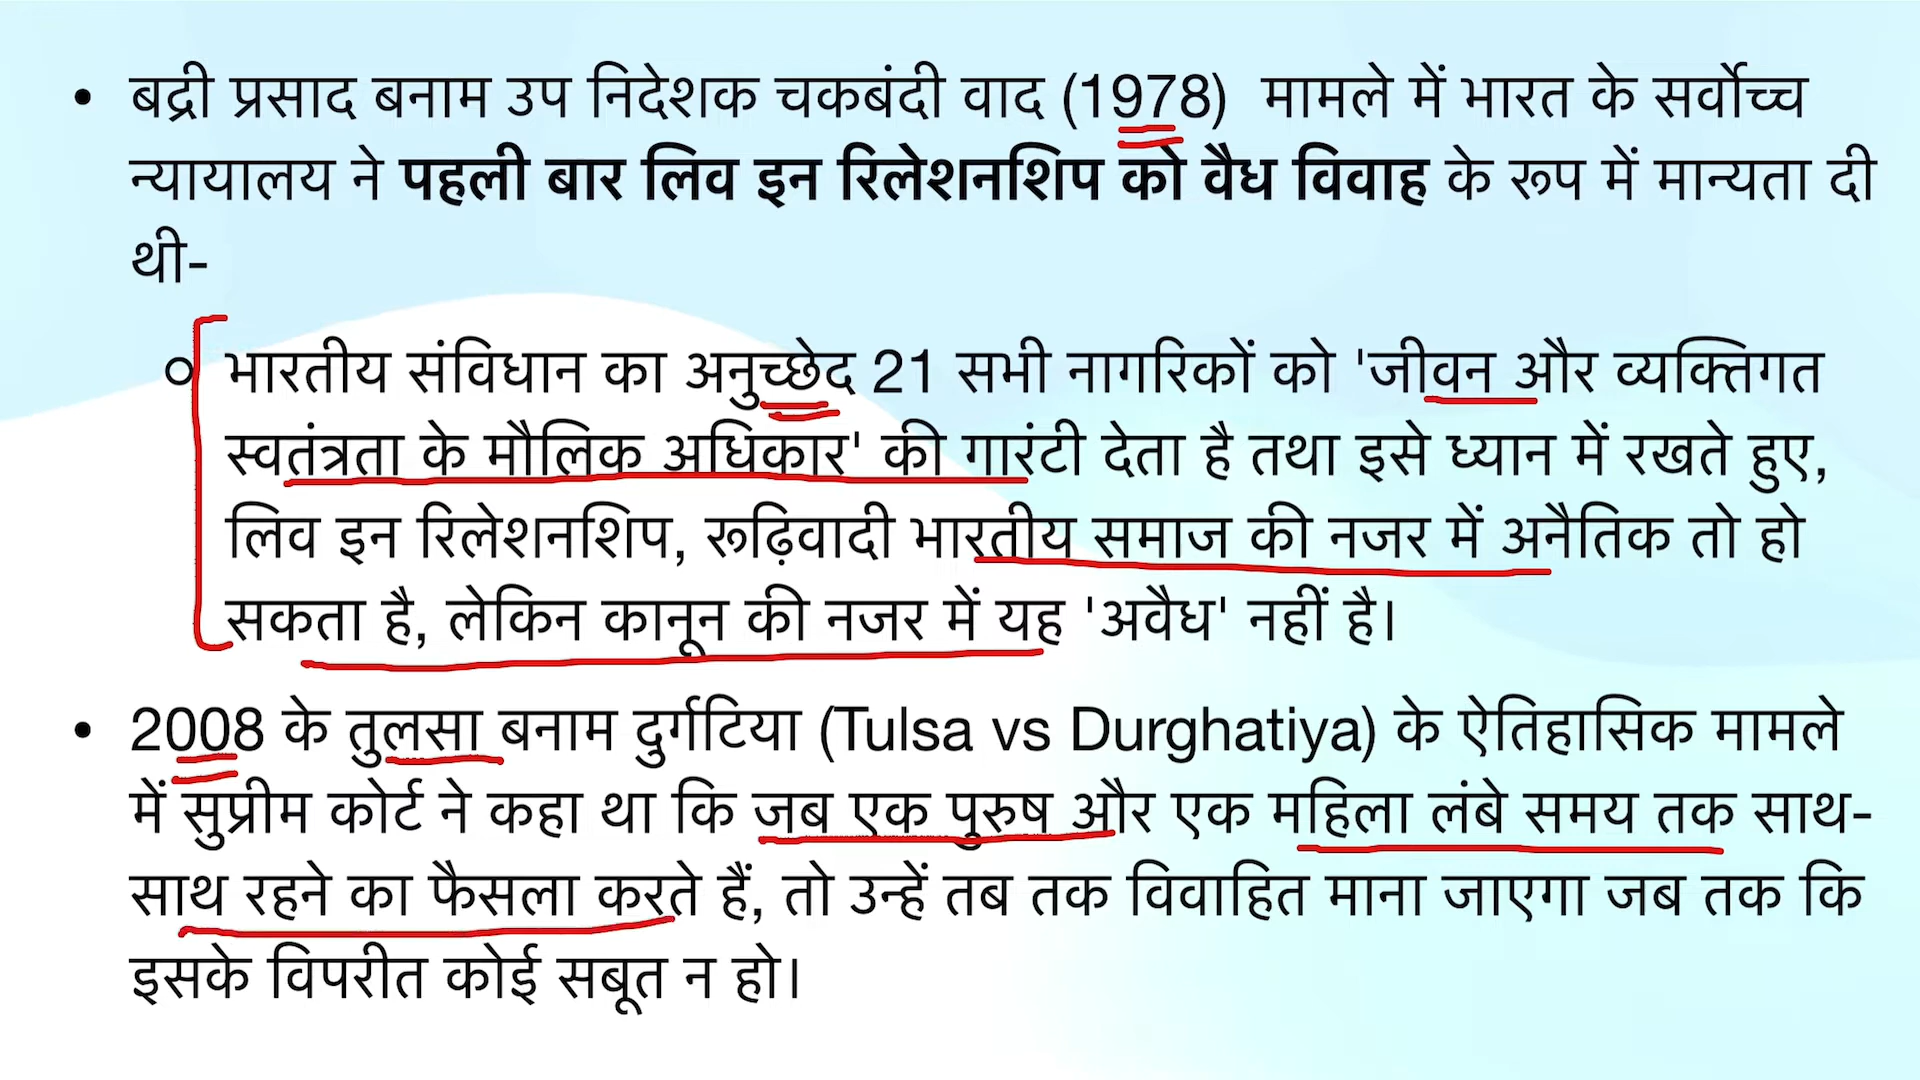 • बद्री प्रसाद बनाम उप निदेशक चकबंदी वाद (1978) मामले में भारत के सर्वोच्च
न्यायालय ने पहली बार लिव इन रिलेशनशिप को वैध विवाह के रूप में मान्यता दी
थी-
○ भारतीय संविधान का अनुच्छेद 21 सभी नागरिकों को 'जीवन और व्यक्तिगत
स्वतंत्रता के मौलिक अधिकार' की गारंटी देता है तथा इसे ध्यान में रखते हुए,
लिव इन रिलेशनशिप, रूढ़िवादी भारतीय समाज की नजर में अनैतिक तो हो
सकता है, लेकिन कानून की नजर में यह 'अवैध' नहीं है।
• 2008 के तुलसा बनाम दुर्गटिया (Tulsa vs Durghatiya) के ऐतिहासिक मामले
में सुप्रीम कोर्ट ने कहा था कि जब एक पुरुष और एक महिला लंबे समय तक साथ-
साथ रहने का फैसला करते हैं, तो उन्हें तब तक विवाहित माना जाएगा जब तक कि
इसके विपरीत कोई सबूत न हो।